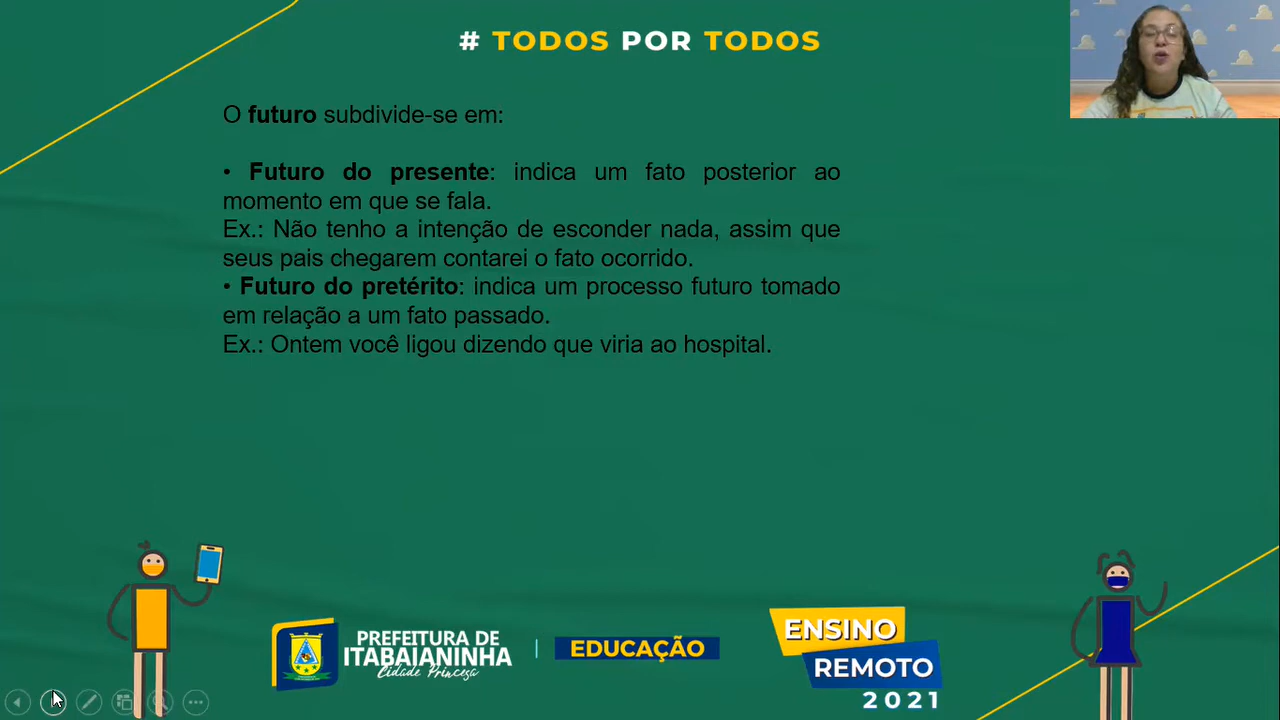 # TODOS POR TODOS
O futuro subdivide-se em:
• Futuro do presente: indica um fato posterior ao
momento em que se fala.
Ex.: Não tenho a intenção de esconder nada, assim que
seus pais chegarem contarei o fato ocorrido.
• Futuro do pretérito: indica um processo futuro tomado
em relação a um fato passado.
Ex.: Ontem você ligou dizendo que viria ao hospital.
PREFEITURA DE
ITABAIANINHA
Cidade Princesa
EDUCAÇÃO
ENSINO
REMOTO
2021